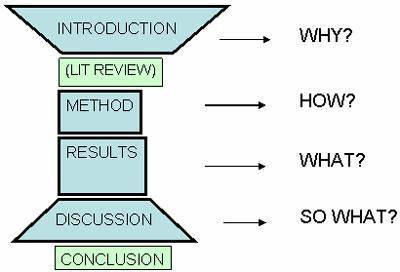 INTRODUCTION
WHY?
(LIT REVIEW)
METHOD
HOW?
RESULTS
WHAT?
DISCUSSION
SO WHAT?
CONCLUSION